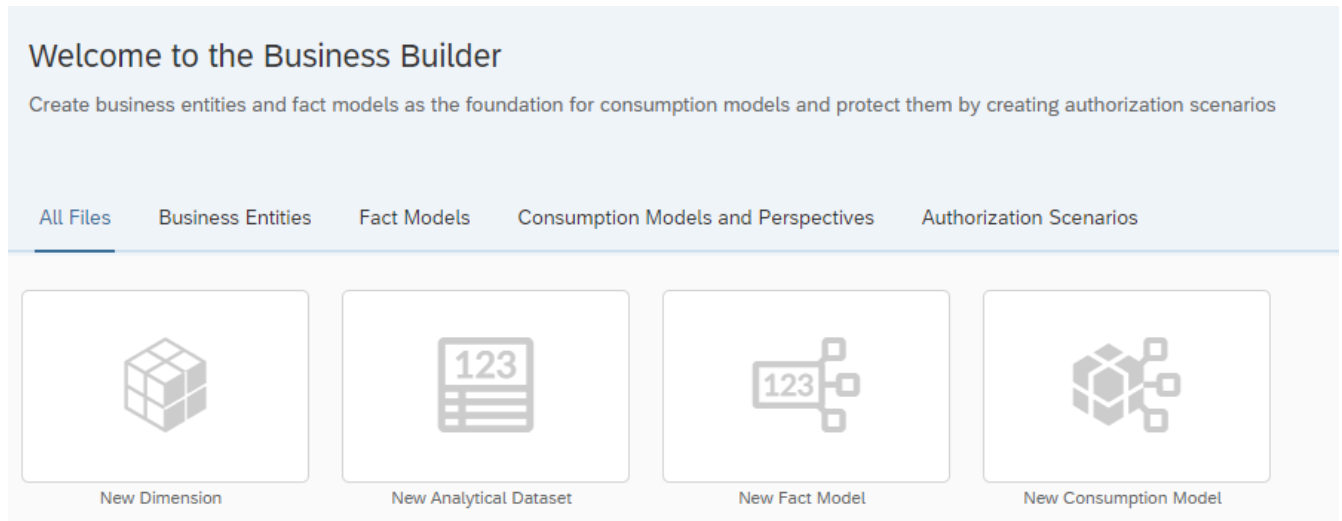 Welcome to the Business Builder
Create business entities and fact models as the foundation for consumption models and protect them by creating authorization scenarios
All Files Business Entities Fact Models Consumption Models and Perspectives Authorization Scenarios
123
123
New Dimension New Analytical Dataset New Fact Model New Consumption Model